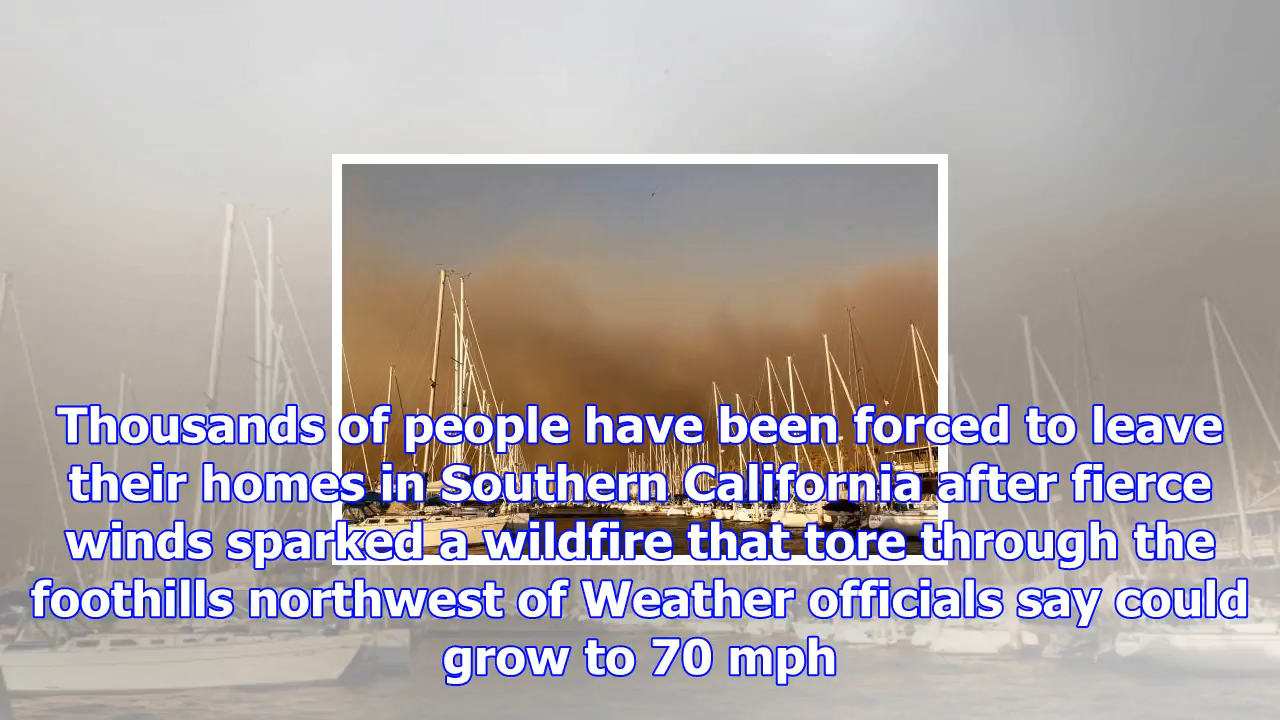 Thousands of people have been forced to leave
their homes in Southern California after fierce
winds sparked a wildfire that tore through the
foothills northwest of Weather officials say could
grow to 70 mph